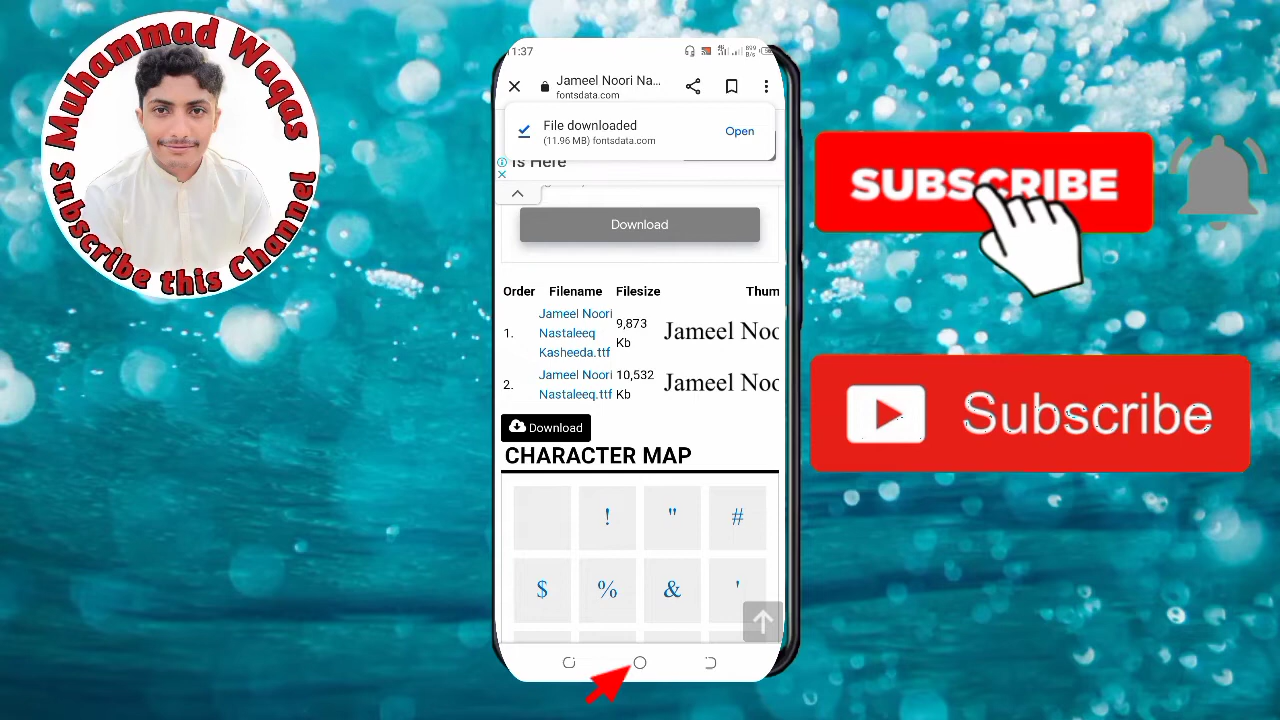 Muhammad Waqas
Subscribe this Channel
11:37
Jameel Noori Na...
fontsdata.com
File downloaded
(11.96 MB) fontsdata.com
Open
Is Here
Download
Order Filename Filesize Thum
1. Jameel Noori Nastaleeq Kasheeda.ttf 9,873 Kb Jameel Noo
2. Jameel Noori Nastaleeq.ttf 10,532 Kb Jameel Noo
Download
CHARACTER MAP
! " #
$ % & '
SUBSCRIBE
Subscribe